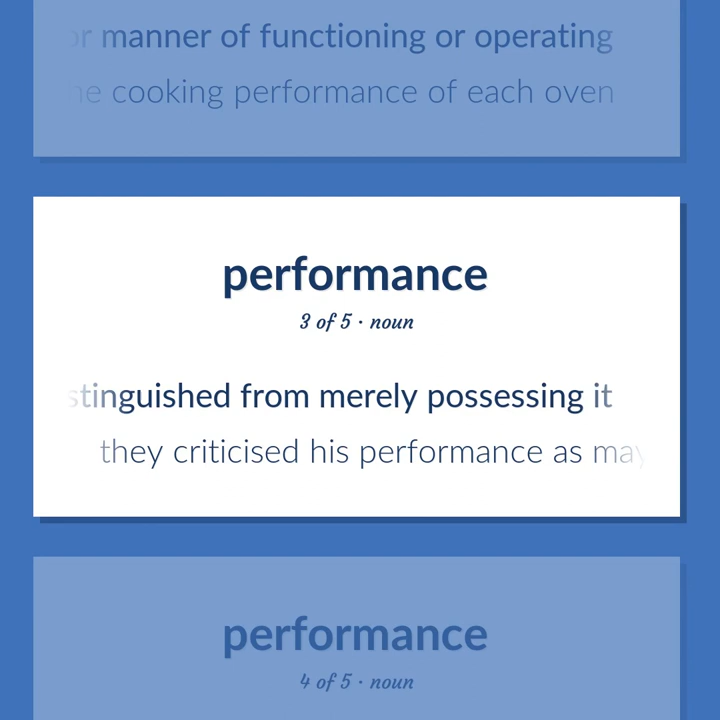 or manner of functioning or operating
cooking performance of each oven
performance
3 of 5 · noun
from merely possessing it
they criticised his performance as
performance
4 of 5 · noun